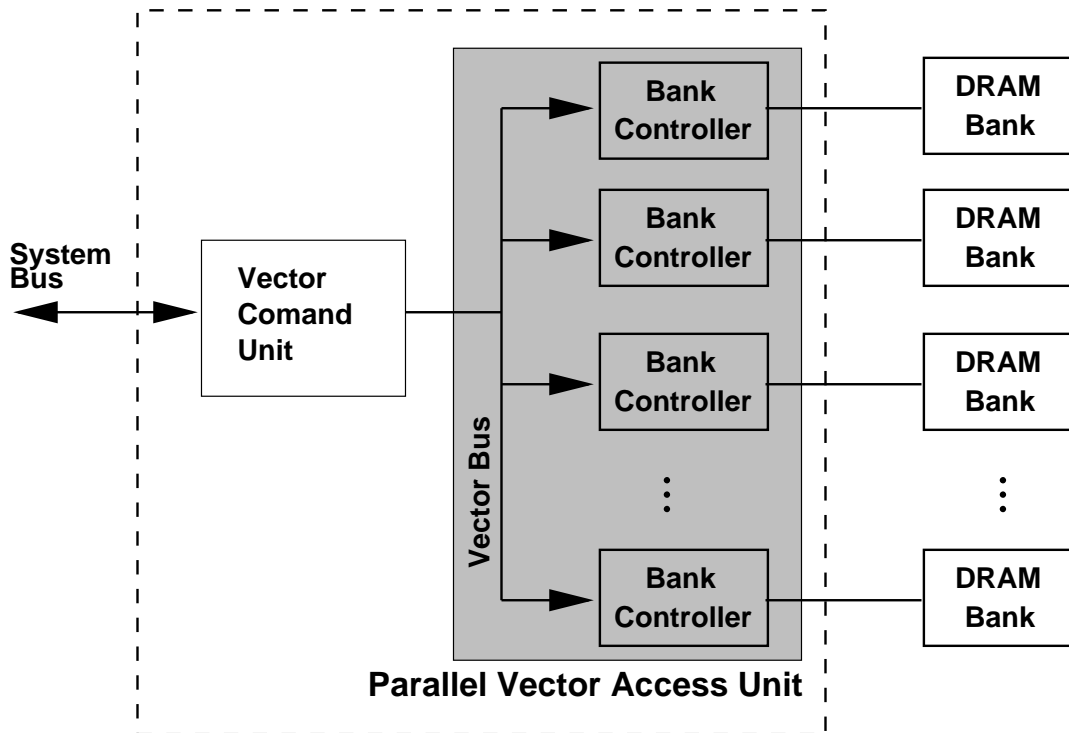 System
Bus
Vector
Comand
Unit
Vector Bus
Bank
Controller
DRAM
Bank
Bank
Controller
DRAM
Bank
Bank
Controller
DRAM
Bank
Bank
Controller
DRAM
Bank
Parallel Vector Access Unit